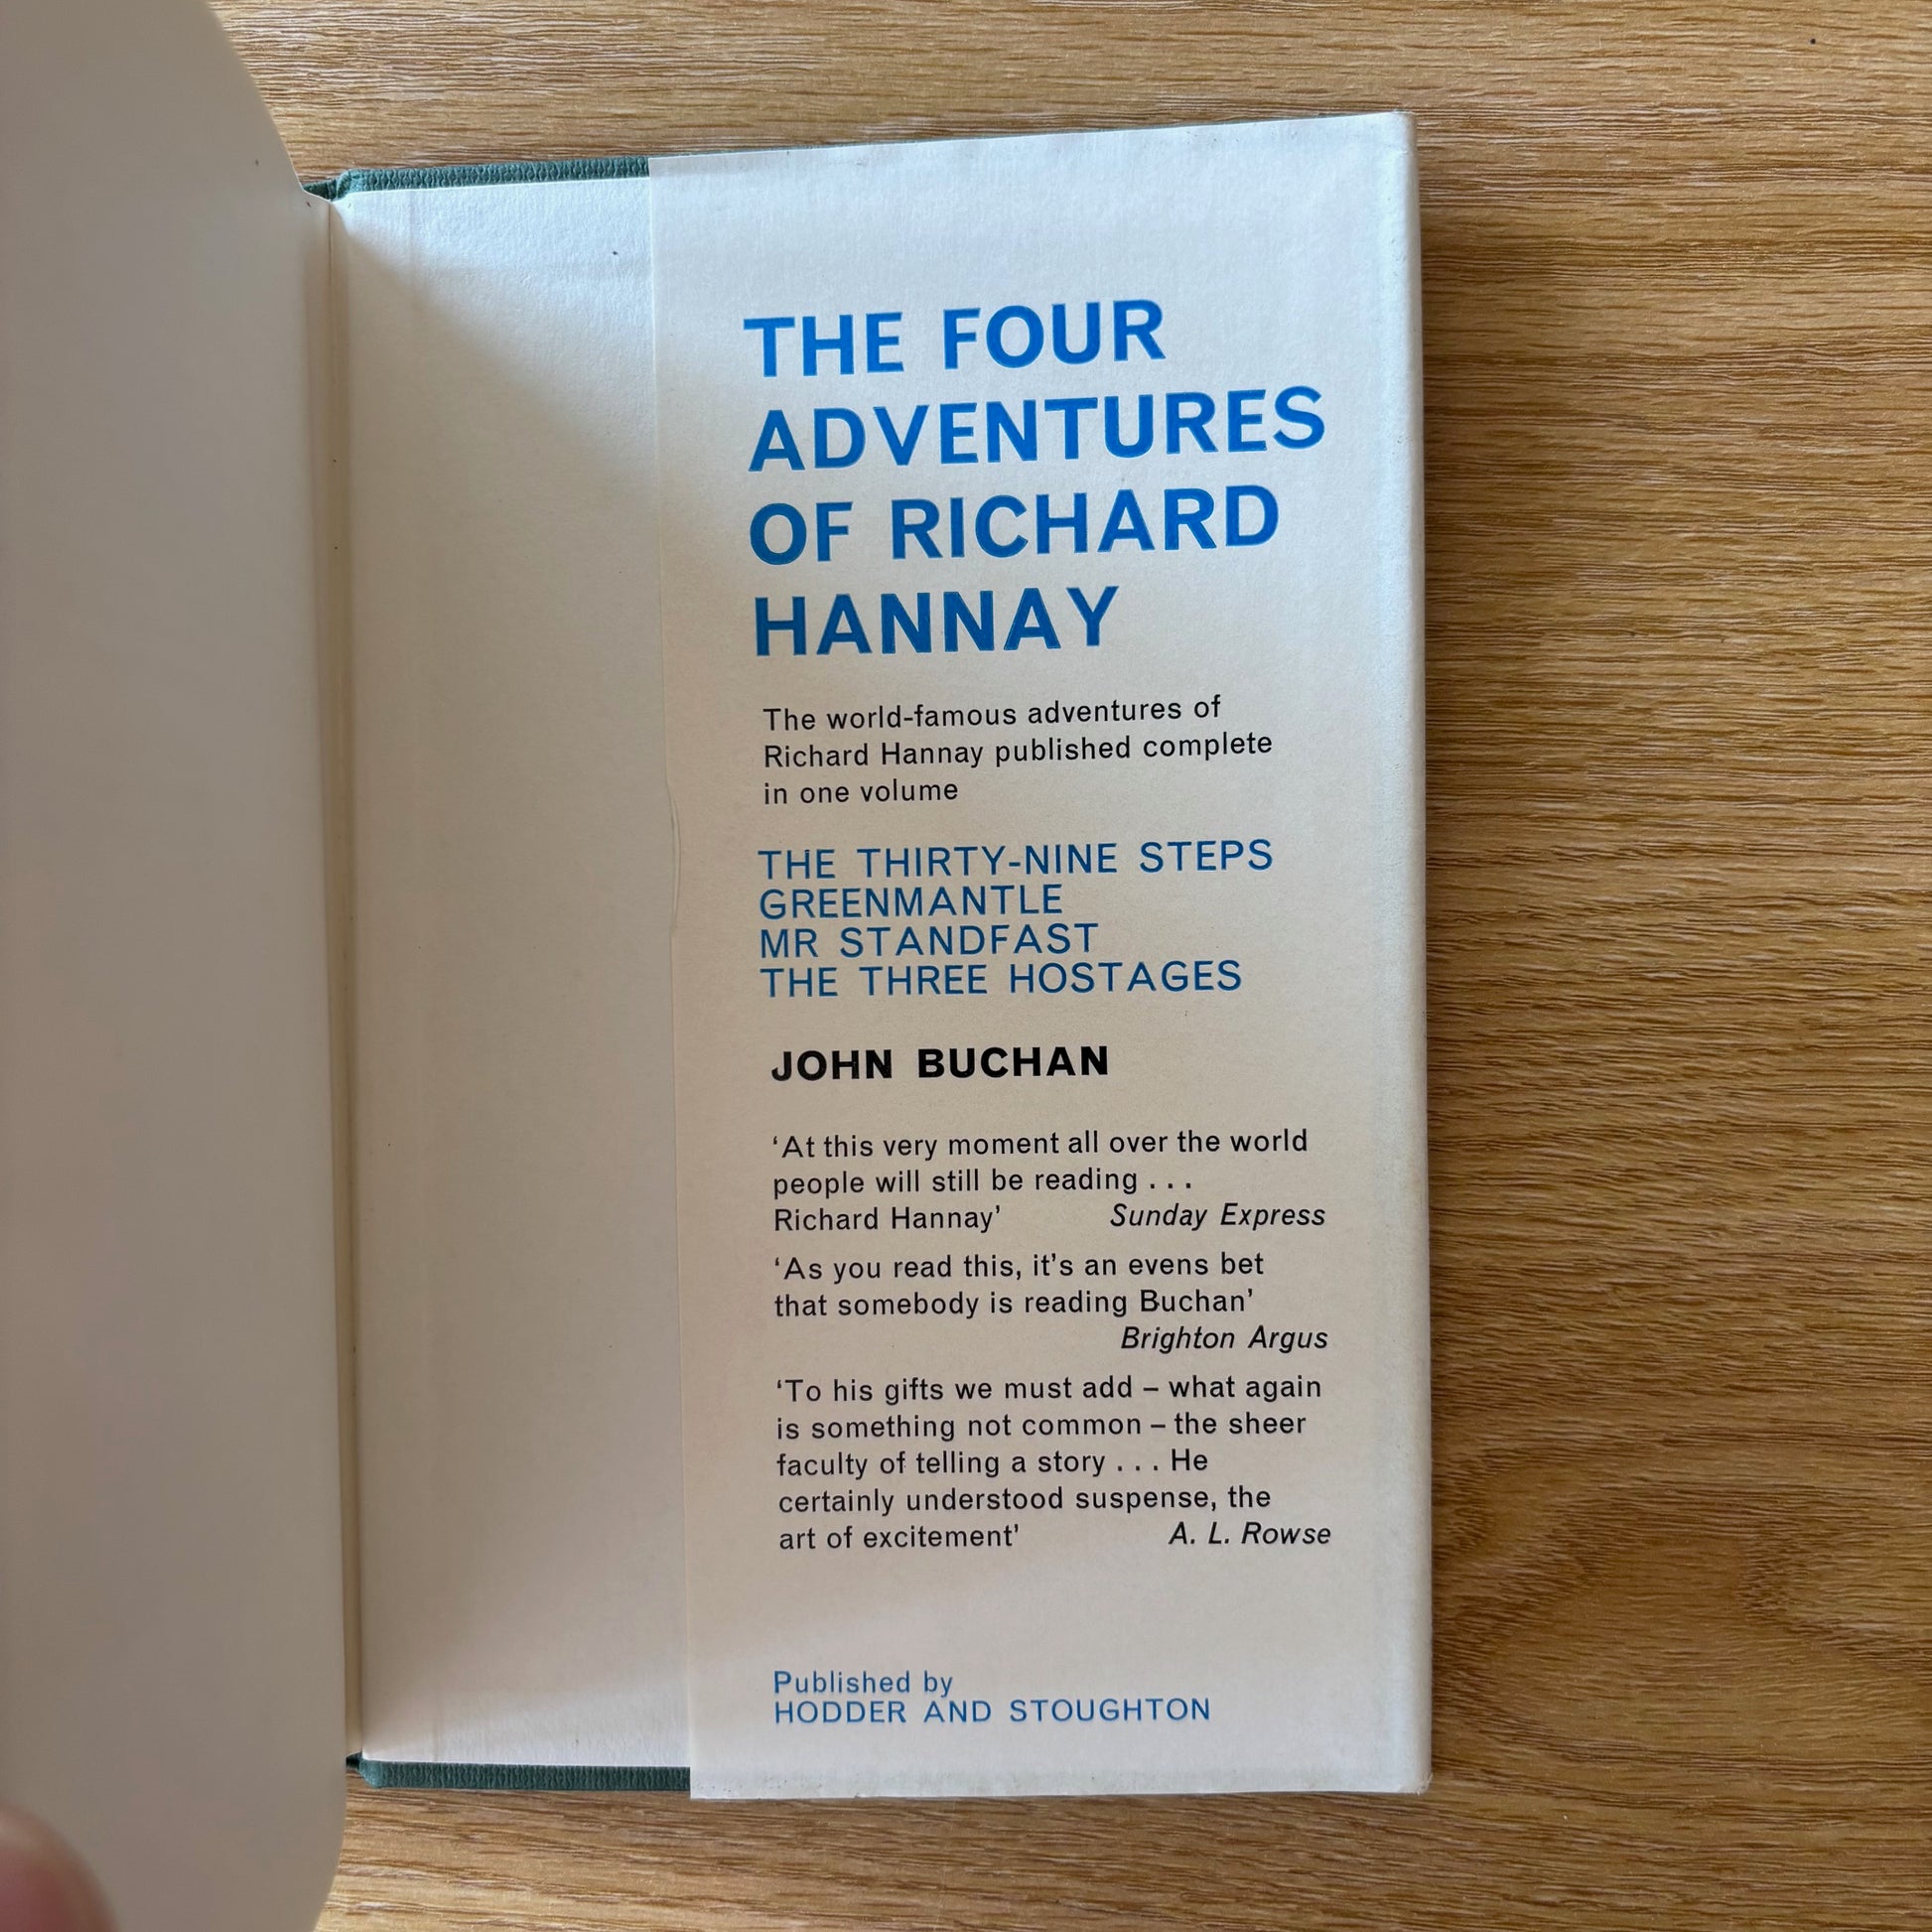 THE FOUR
ADVENTURES
OF RICHARD
HANNAY
The world-famous adventures of
Richard Hannay published complete
in one volume
THE THIRTY-NINE STEPS
GREENMANTLE
MR STANDFAST
THE THREE HOSTAGES
JOHN BUCHAN
‘At this very moment all over the world
people will still be reading . . .
Richard Hannay’ Sunday Express
‘As you read this, it’s an evens bet
that somebody is reading Buchan’
Brighton Argus
‘To his gifts we must add – what again
is something not common – the sheer
faculty of telling a story . . . He
certainly understood suspense, the
art of excitement’ A. L. Rowse
Published by
HODDER AND STOUGHTON